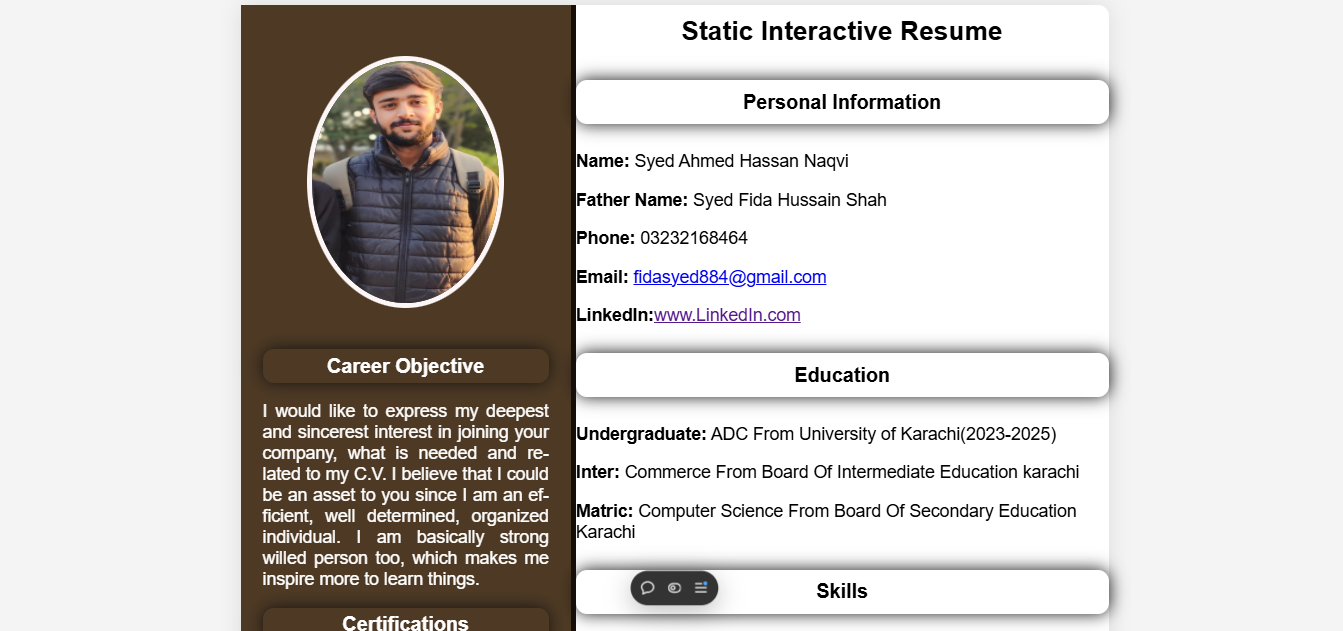 Static Interactive Resume
Personal Information
Name: Syed Ahmed Hassan Naqvi
Father Name: Syed Fida Hussain Shah
Phone: 03232168464
Email: fidasyed884@gmail.com
LinkedIn:www.LinkedIn.com
Education
Undergraduate: ADC From University of Karachi(2023-2025)
Inter: Commerce From Board Of Intermediate Education karachi
Matric: Computer Science From Board Of Secondary Education
Karachi
Skills
Career Objective
I would like to express my deepest
and sincerest interest in joining your
company, what is needed and re-
lated to my C.V. I believe that I could
be an asset to you since I am an ef-
ficient, well determined, organized
individual. I am basically strong
willed person too, which makes me
inspire more to learn things.
Certifications